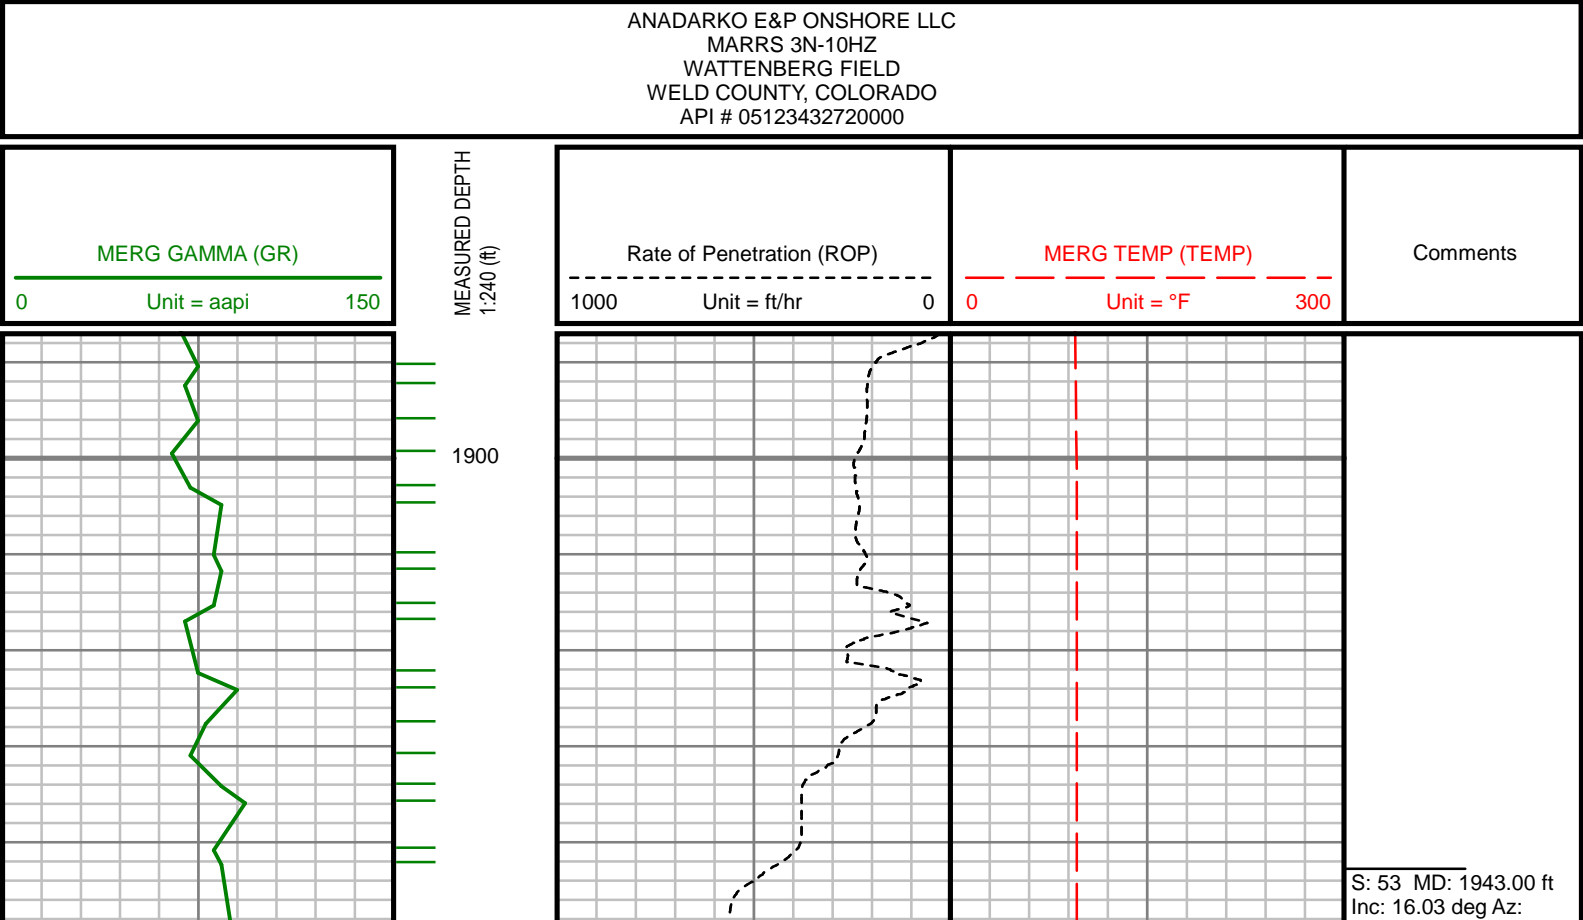 ANADARKO E&P ONSHORE LLC
MARRS 3N-10HZ
WATTENBERG FIELD
WELD COUNTY, COLORADO
API # 05123432720000
MERG GAMMA (GR)
0 Unit = aapi 150
MEASURED DEPTH
1:240 (ft)
Rate of Penetration (ROP)
1000 Unit = ft/hr 0
MERG TEMP (TEMP)
0 Unit = °F 300
Comments
1900
S: 53 MD: 1943.00 ft
Inc: 16.03 deg Az: